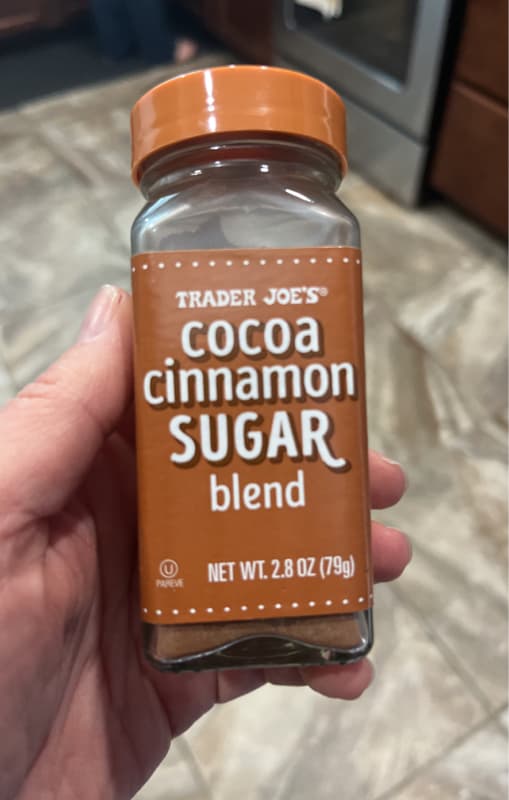 TRADER JOE'S®
cocoa
cinnamon
SUGAR
blend
U
PAREVE
NET WT. 2.8 OZ (79g)